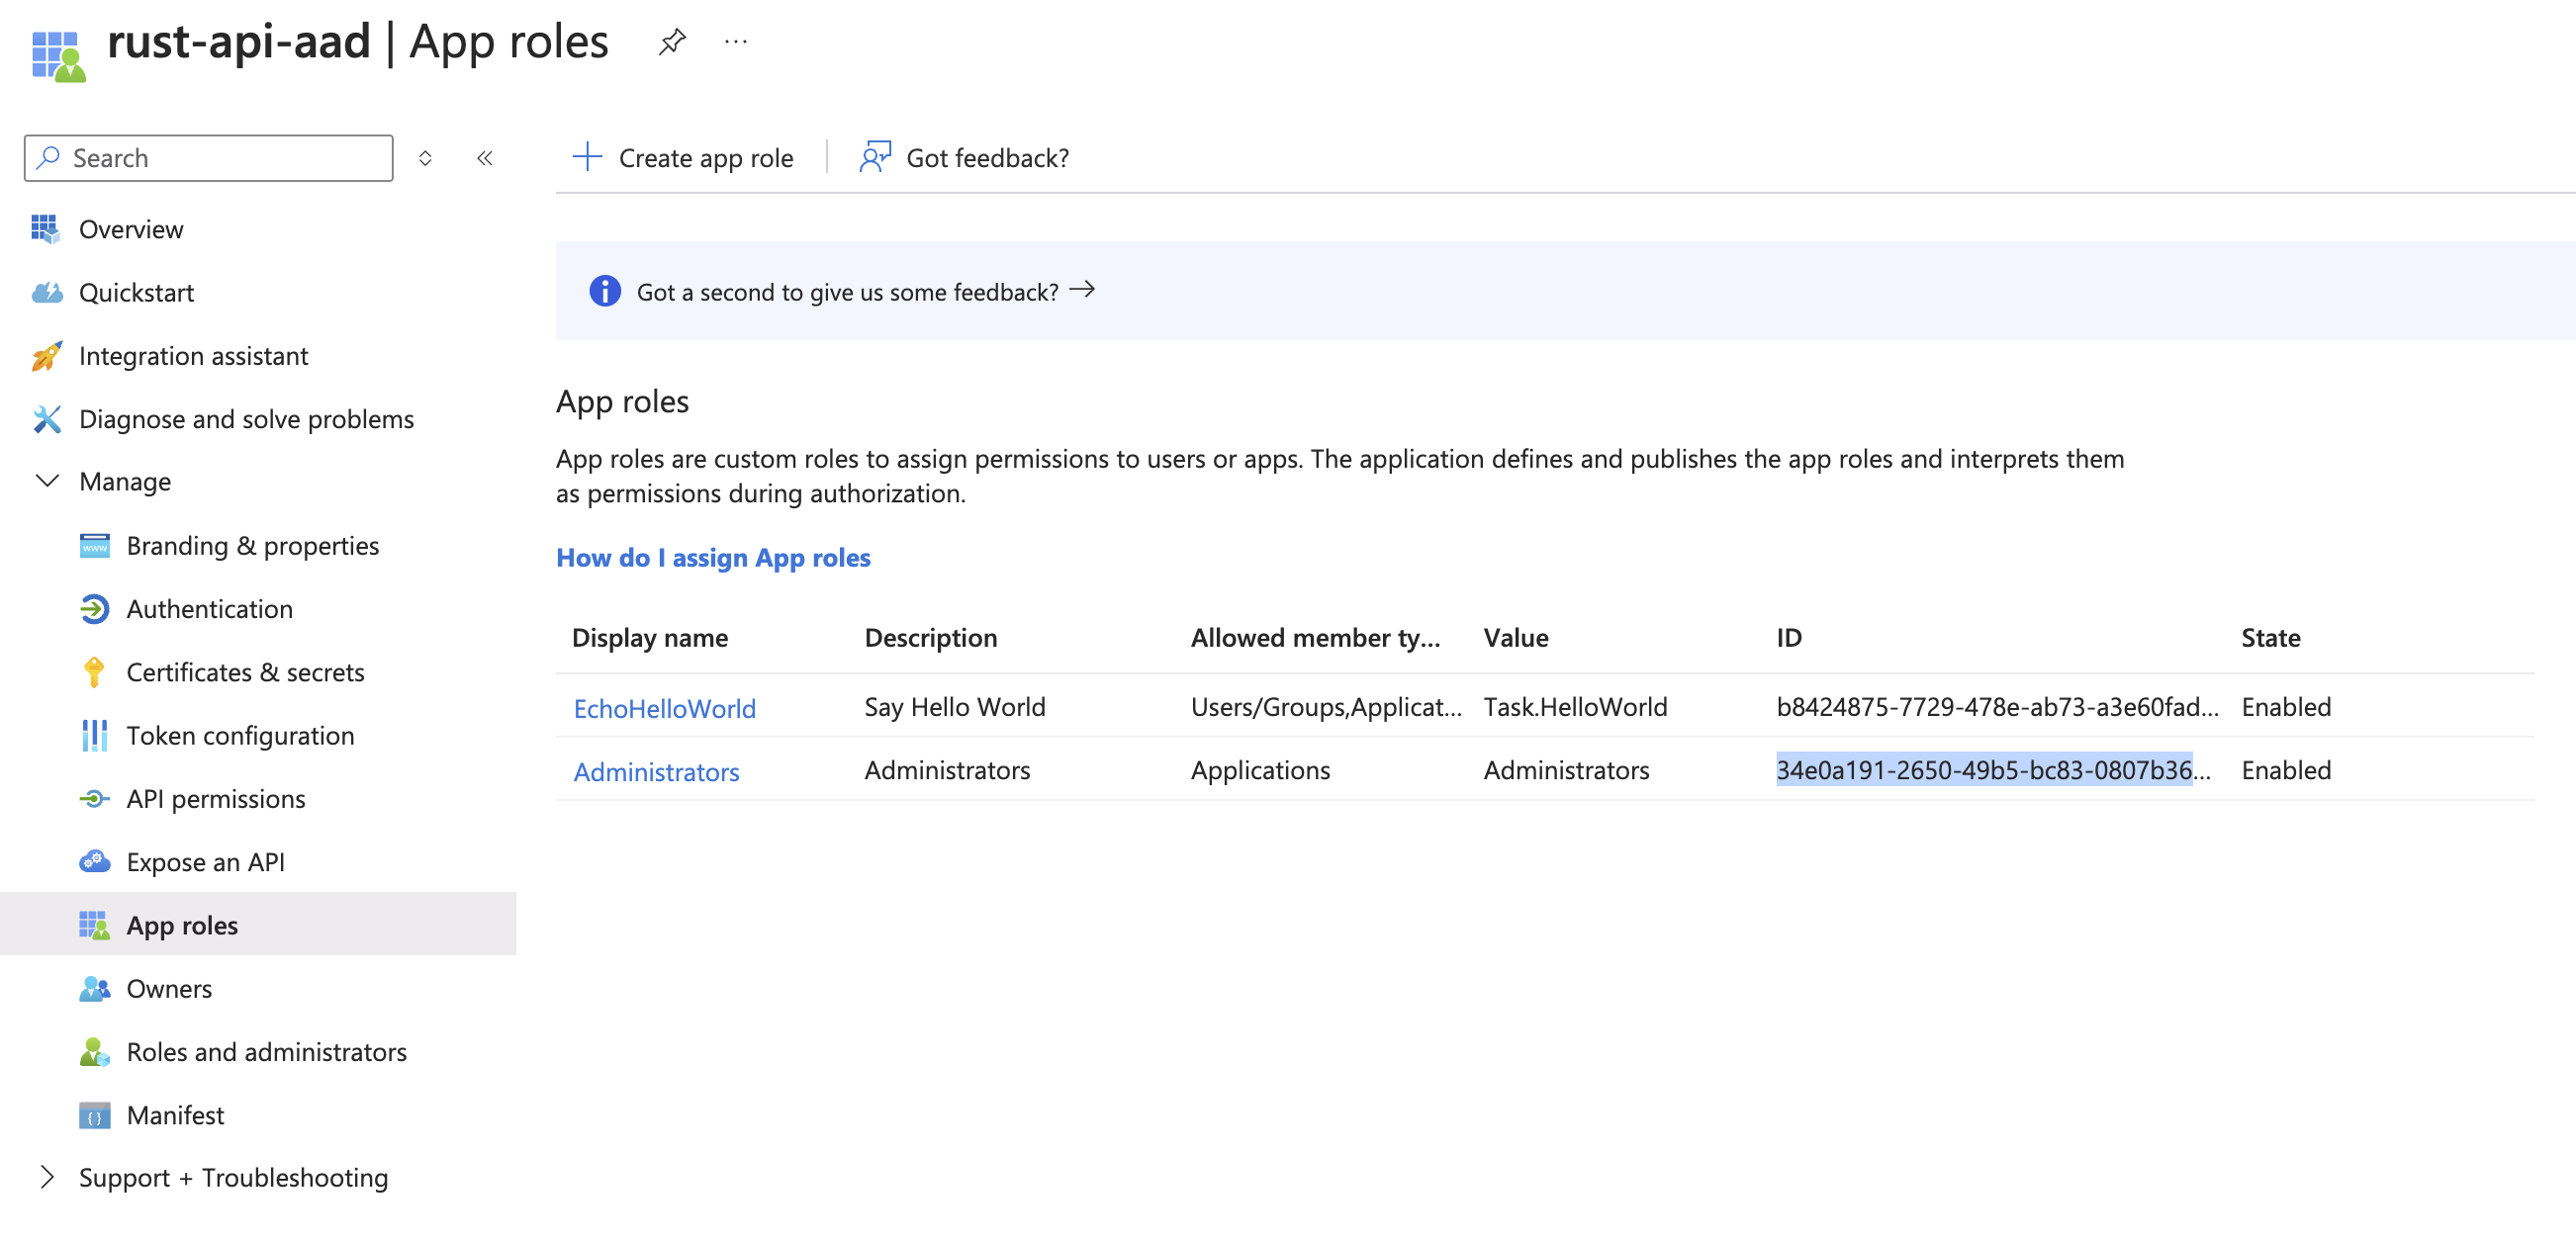 rust-api-aad | App roles
Search
Overview
Quickstart
Integration assistant
Diagnose and solve problems
Manage
Branding & properties
Authentication
Certificates & secrets
Token configuration
API permissions
Expose an API
App roles
Owners
Roles and administrators
Manifest
Support + Troubleshooting
Create app role
Got feedback?
Got a second to give us some feedback?
App roles
App roles are custom roles to assign permissions to users or apps. The application defines and publishes the app roles and interprets them
as permissions during authorization.
How do I assign App roles
Display name Description Allowed member ty... Value ID State
EchoHelloWorld Say Hello World Users/Groups,Applicat... Task.HelloWorld b8424875-7729-478e-ab73-a3e60fad... Enabled
Administrators Administrators Applications Administrators 34e0a191-2650-49b5-bc83-0807b36... Enabled